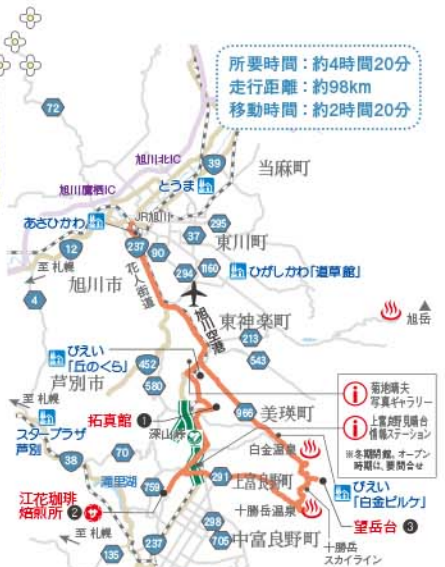 所要時間：約4時間20分
走行距離：約98km
移動時間：約2時間20分
72
旭川北IC
39
当麻町
旭川鷹栖IC
とうま
JR旭川
あさひかわ
295
37
東川町
12
237
90
至 札幌
294
1160
ひがしかわ「道草館」
旭川市
花人街道
4
旭川空港
東神楽町
旭岳
213
びえい
「丘のくら」
543
452
芦別市
580
菊地晴夫
写真ギャラリー
至 札幌
拓真館
1
966
美瑛町
上富良野見晴台
情報ステーション
スタープラザ
芦別
深山峠
白金温泉
※冬期閉館、オープン
時期は、要問合せ
38
70
滝里湖
291
上富良野町
びえい
「白金ビルケ」
江花珈琲
焙煎所
2
759
十勝岳温泉
望岳台
3
至 札幌
298
十勝岳
スカイライン
135
237
705
中富良野町